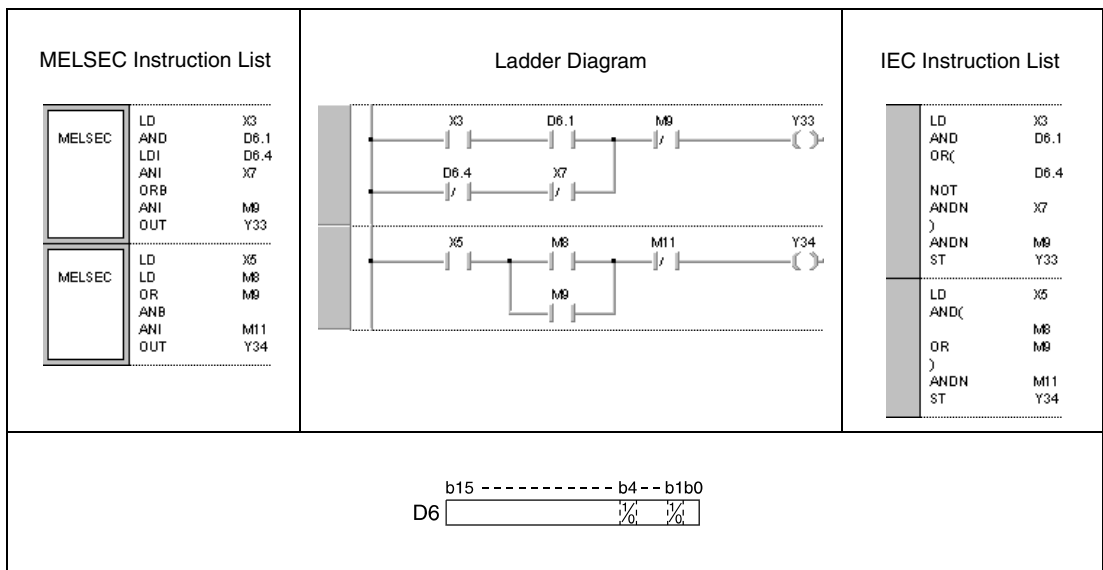 MELSEC Instruction List
MELSEC
LD X3
AND D6.1
LDI D6.4
ANI X7
ORB
ANI M9
OUT Y33
MELSEC
LD X5
LD M8
OR M9
ANB
ANI M11
OUT Y34
Ladder Diagram
X3 D6.1 M9 Y33
D6.4 X7
X5 M8 M11 Y34
M9
IEC Instruction List
LD X3
AND D6.1
OR(
D6.4
NOT
ANDN X7
)
ANDN M9
ST Y33
LD X5
AND(
M8
OR M9
)
ANDN M11
ST Y34
b15 - - - - - - - - - - - - - b4 - - b1b0
D6 1/0 1/0